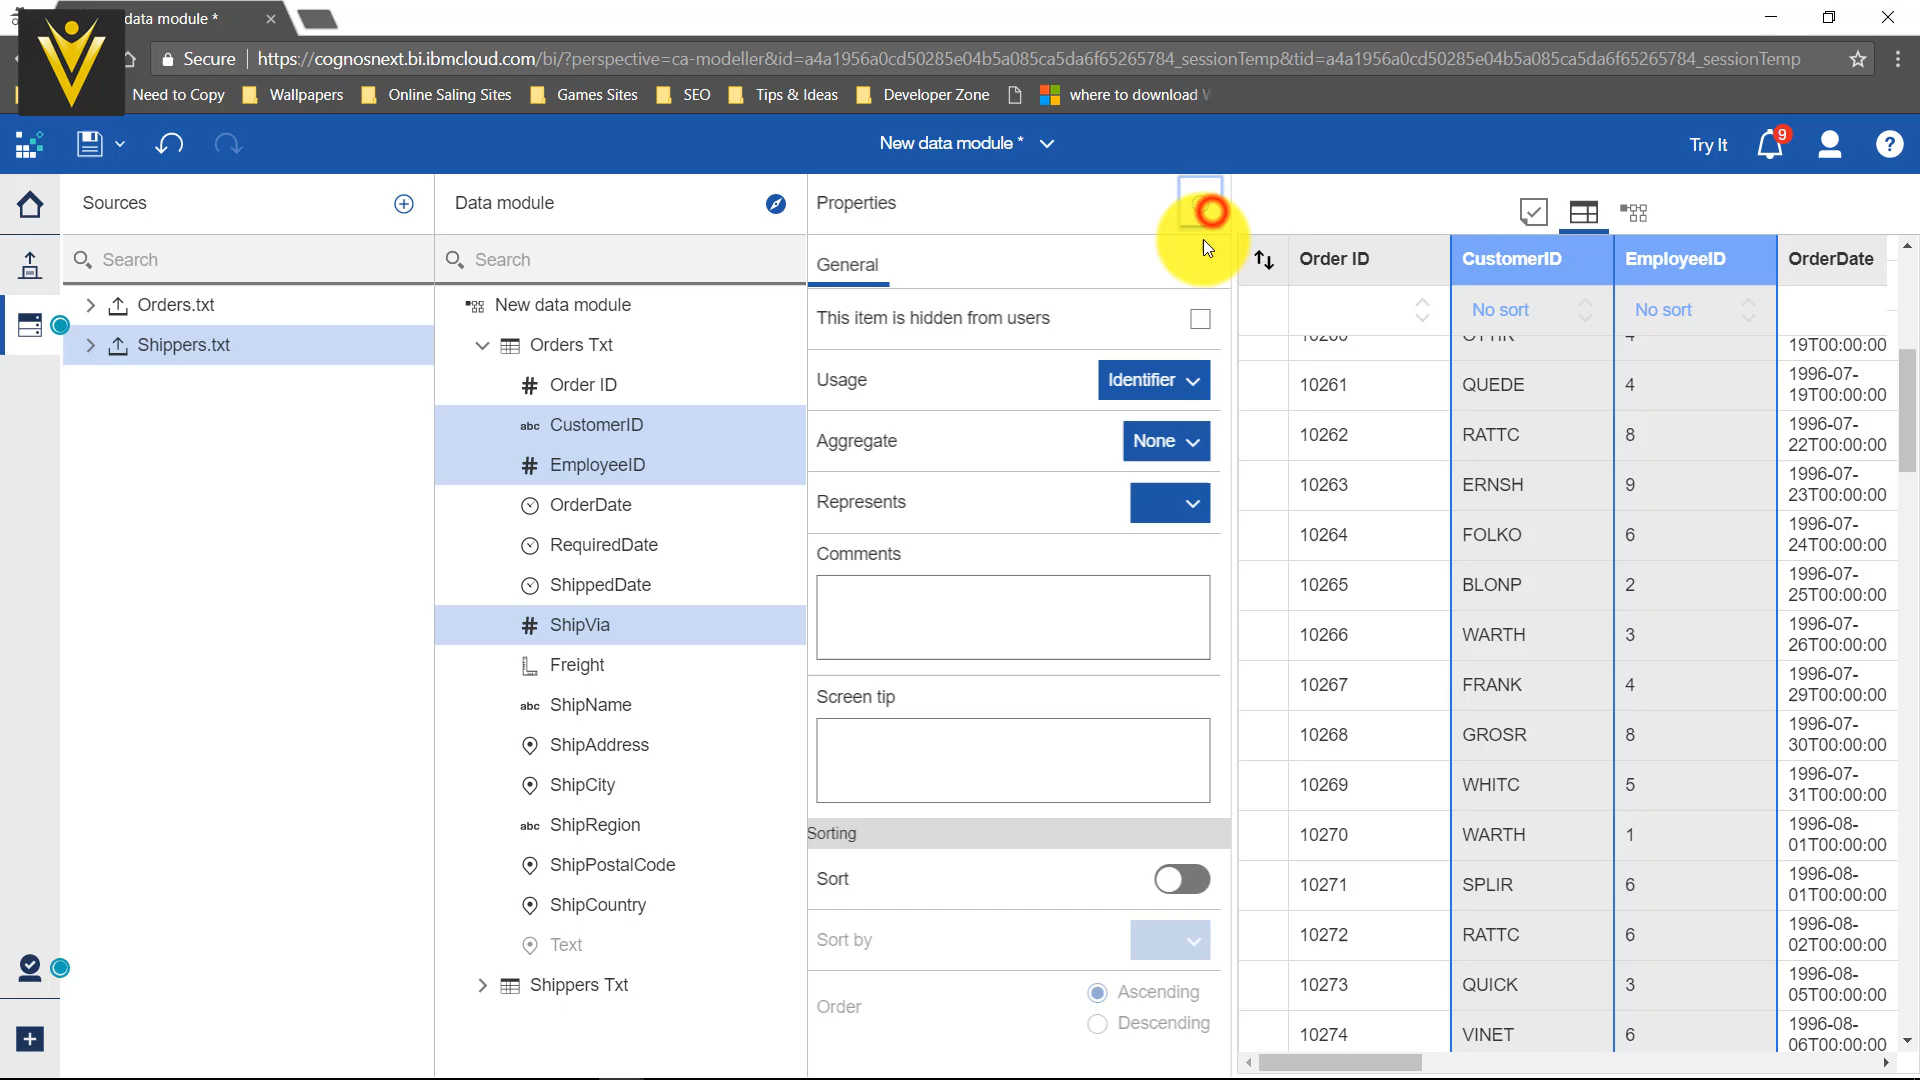 data module *
Secure https://cognosnext.bi.ibmcloud.com/bi/?perspective=ca-modeller&id=a4a1956a0cd50285e04b5a085ca5da6f65265784_sessionTemp&tid=a4a1956a0cd50285e04b5a085ca5da6f65265784_sessionTemp
Need to Copy Wallpapers Online Saling Sites Games Sites SEO Tips & Ideas Developer Zone where to download
New data module * Try It 9 ?
Sources Data module Properties
Search Search General Order ID CustomerID EmployeeID OrderDate
Orders.txt New data module This item is hidden from users No sort No sort
Shippers.txt Orders Txt 19T00:00:00
# Order ID Usage Identifier 10261 QUEDE 4 1996-07-
19T00:00:00
abc CustomerID Aggregate None 10262 RATTC 8 1996-07-
22T00:00:00
# EmployeeID 10263 ERNSH 9 1996-07-
23T00:00:00
OrderDate Represents
RequiredDate Comments 10264 FOLKO 6 1996-07-
24T00:00:00
ShippedDate 10265 BLONP 2 1996-07-
25T00:00:00
# ShipVia 10266 WARTH 3 1996-07-
26T00:00:00
Freight 10267 FRANK 4 1996-07-
29T00:00:00
abc ShipName Screen tip
ShipAddress 10268 GROSR 8 1996-07-
30T00:00:00
ShipCity 10269 WHITC 5 1996-07-
31T00:00:00
abc ShipRegion Sorting 10270 WARTH 1 1996-08-
01T00:00:00
ShipPostalCode Sort 10271 SPLIR 6 1996-08-
01T00:00:00
ShipCountry
Text Sort by 10272 RATTC 6 1996-08-
02T00:00:00
Shippers Txt Ascending 10273 QUICK 3 1996-08-
05T00:00:00
Order Descending 10274 VINET 6 1996-08-
06T00:00:00